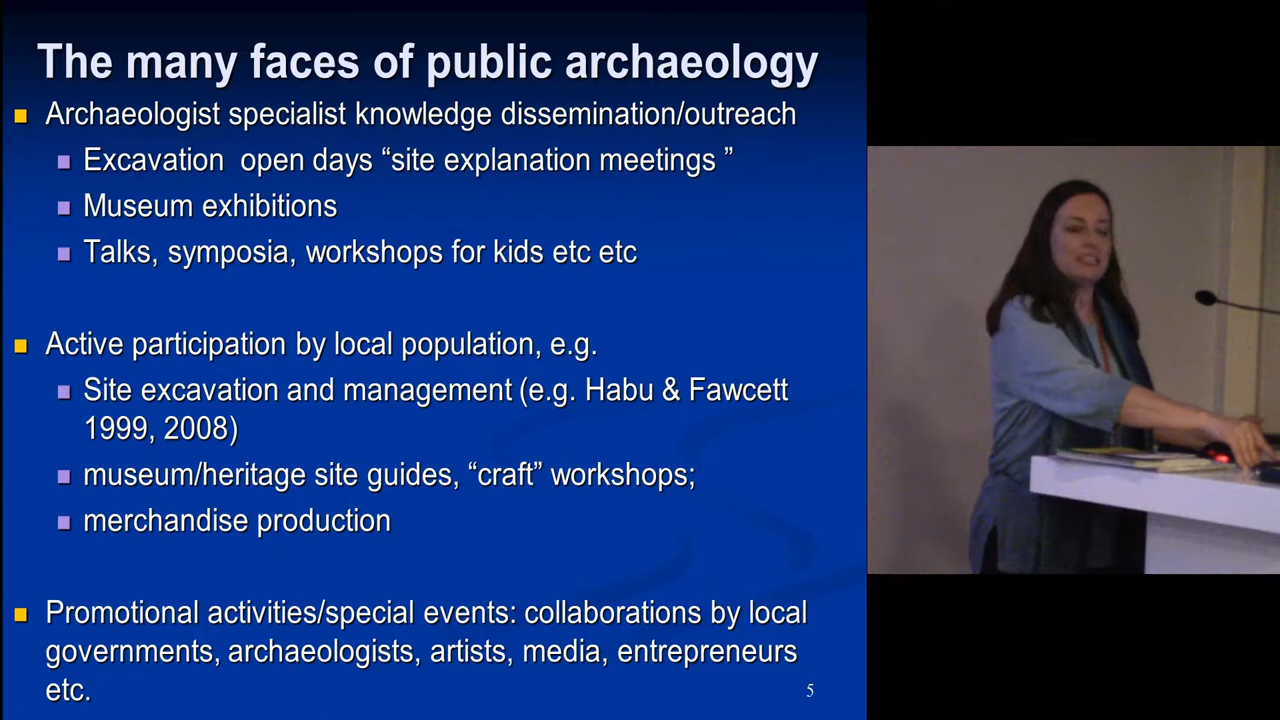 The many faces of public archaeology
Archaeologist specialist knowledge dissemination/outreach
Excavation open days “site explanation meetings ”
Museum exhibitions
Talks, symposia, workshops for kids etc etc
Active participation by local population, e.g.
Site excavation and management (e.g. Habu & Fawcett
1999, 2008)
museum/heritage site guides, “craft” workshops;
merchandise production
Promotional activities/special events: collaborations by local
governments, archaeologists, artists, media, entrepreneurs
etc.
5